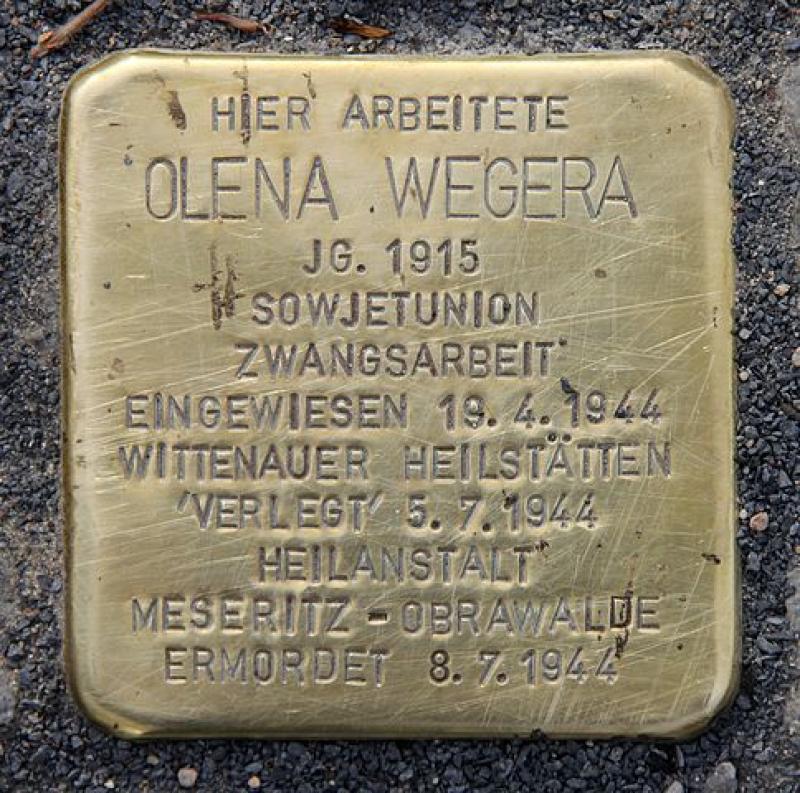 HIER ARBEITETE
OLENA WEGERA
JG. 1915
SOWJETUNION
ZWANGSARBEIT
EINGEWIESEN 19.4.1944
WITTENAUER HEILSTÄTTEN
'VERLEGT' 5.7.1944
HEILANSTALT
MESERITZ-OBRAWALDE
ERMORDET 8.7.1944